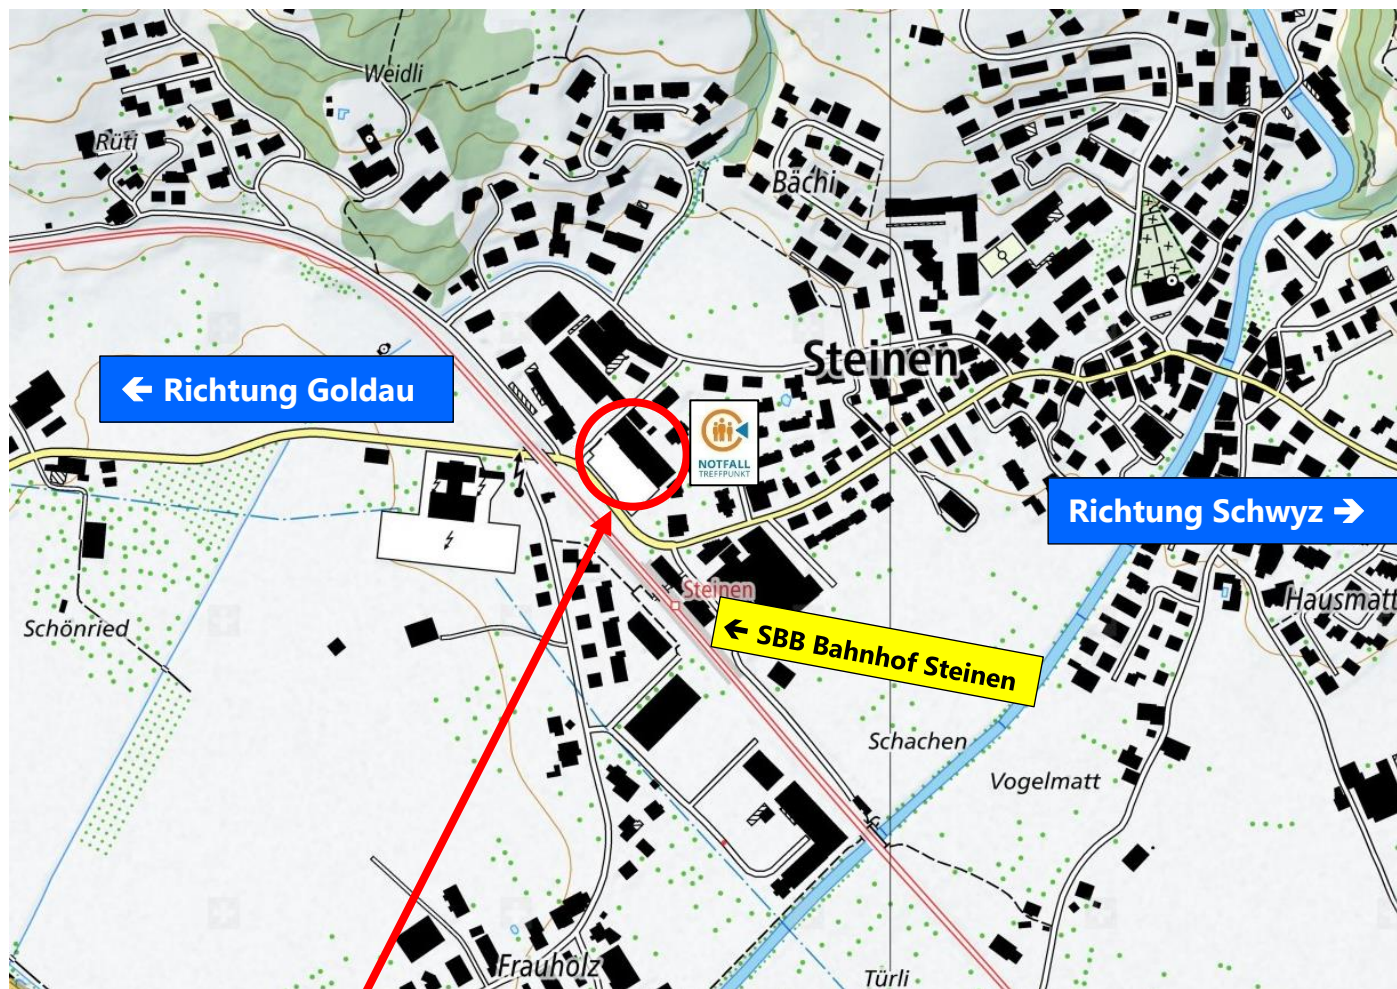 Weidli
Rüti
Bächi
Steinen
← Richtung Goldau
NOTFALL
TREFFPUNKT
Richtung Schwyz →
Steinen
Hausmatt
Schönried
← SBB Bahnhof Steinen
Schachen
Vogelmatt
Frauholz
Türli